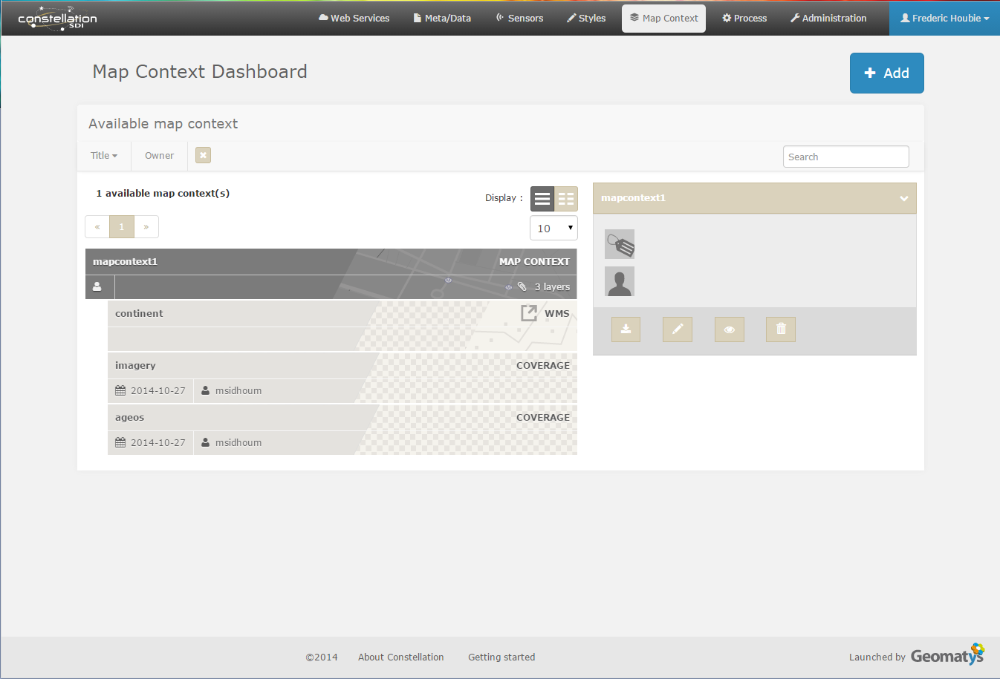 constellation SDI
Web Services Meta/Data Sensors Styles Map Context Process Administration Frederic Houbie
Map Context Dashboard
Add
Available map context
Title Owner Search
1 available map context(s)
Display :
« 1 »
10
mapcontext1 MAP CONTEXT
3 layers
continent WMS
imagery COVERAGE
2014-10-27 msidhoum
ageos COVERAGE
2014-10-27 msidhoum
mapcontext1
©2014 About Constellation Getting started
Launched by Geomatys